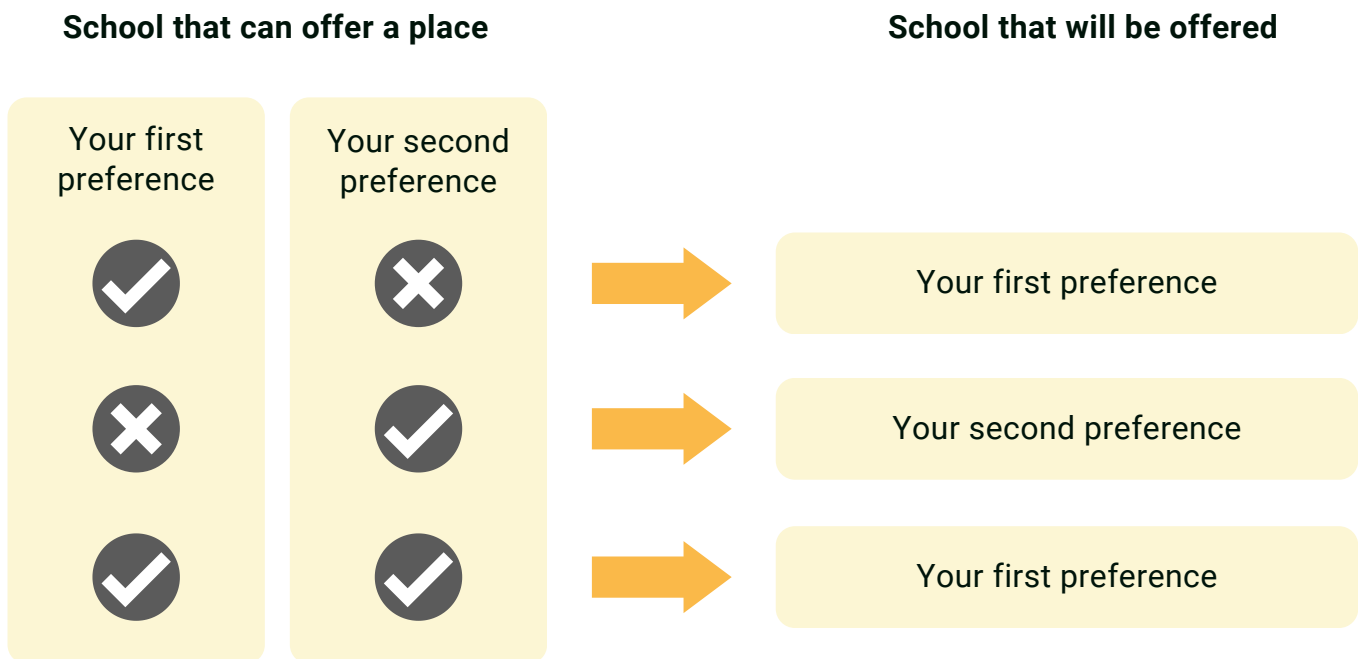 School that can offer a place
School that will be offered
Your first
preference
Your second
preference
Your first preference
Your second preference
Your first preference